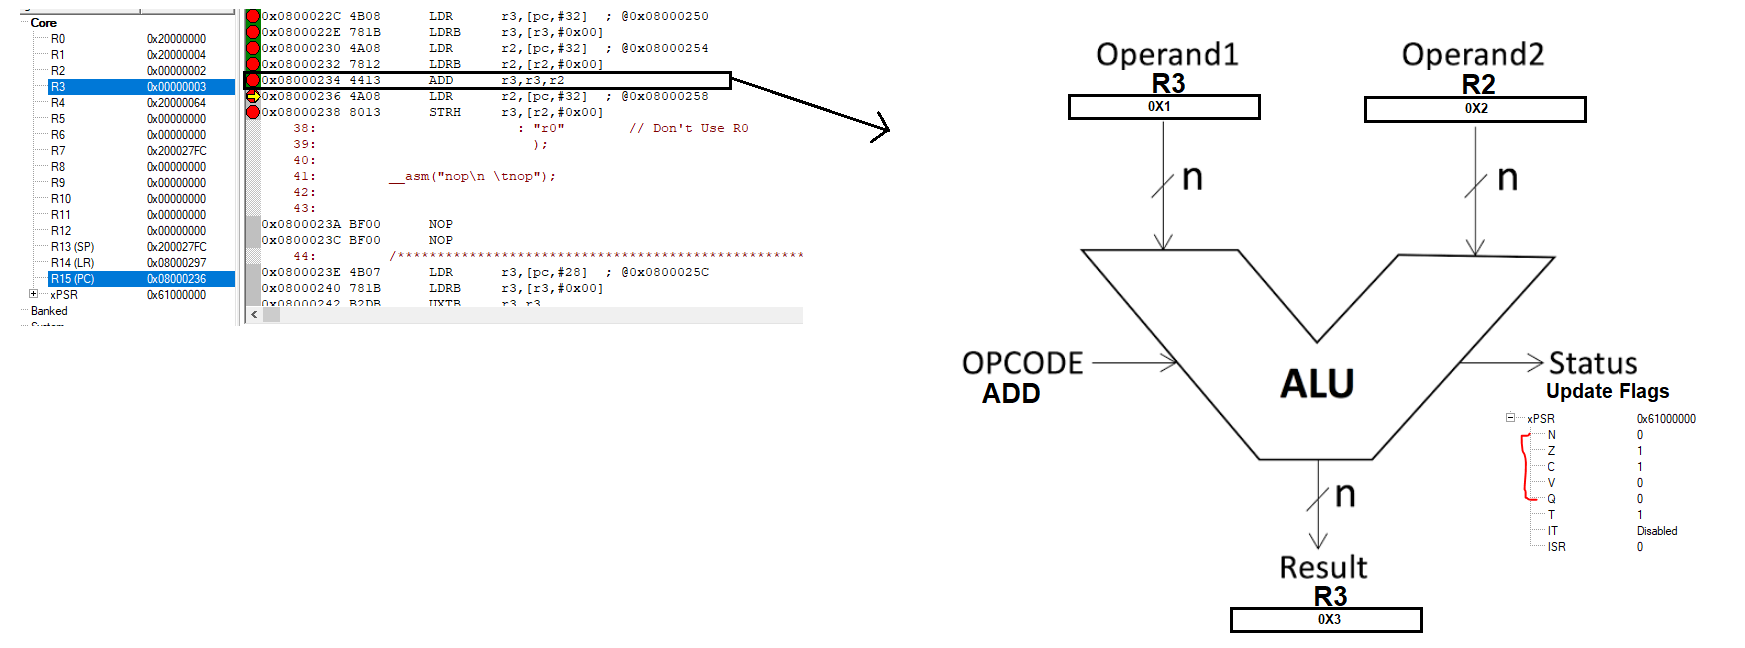 Core
R0 0x20000000
R1 0x20000004
R2 0x00000002
R3 0x00000003
R4 0x20000064
R5 0x00000000
R6 0x00000000
R7 0x200027FC
R8 0x00000000
R9 0x00000000
R10 0x00000000
R11 0x00000000
R12 0x00000000
R13 (SP) 0x200027FC
R14 (LR) 0x08000297
R15 (PC) 0x08000236
xPSR 0x61000000
Banked
System
0x0800022C 4B08 LDR r3,[pc,#32] ; @0x08000250
0x0800022E 781B LDRB r3,[r3,#0x00]
0x08000230 4A08 LDR r2,[pc,#32] ; @0x08000254
0x08000232 7812 LDRB r2,[r2,#0x00]
0x08000234 4413 ADD r3,r3,r2
0x08000236 4A08 LDR r2,[pc,#32] ; @0x08000258
0x08000238 8013 STRH r3,[r2,#0x00]
38: : "r0" // Don't Use R0
39: );
40:
41: __asm("nop\n \tnop");
42:
43:
0x0800023A BF00 NOP
0x0800023C BF00 NOP
44: /***************************************************
0x0800023E 4B07 LDR r3,[pc,#28] ; @0x0800025C
0x08000240 781B LDRB r3,[r3,#0x00]
0x08000242 B2DB UXTB r3,r3
Operand1
R3
0X1
Operand2
R2
0X2
n
n
OPCODE
ADD
ALU
Status
Update Flags
xPSR 0x61000000
N 0
Z 1
C 1
V 0
Q 0
T 1
IT Disabled
ISR 0
n
Result
R3
0X3